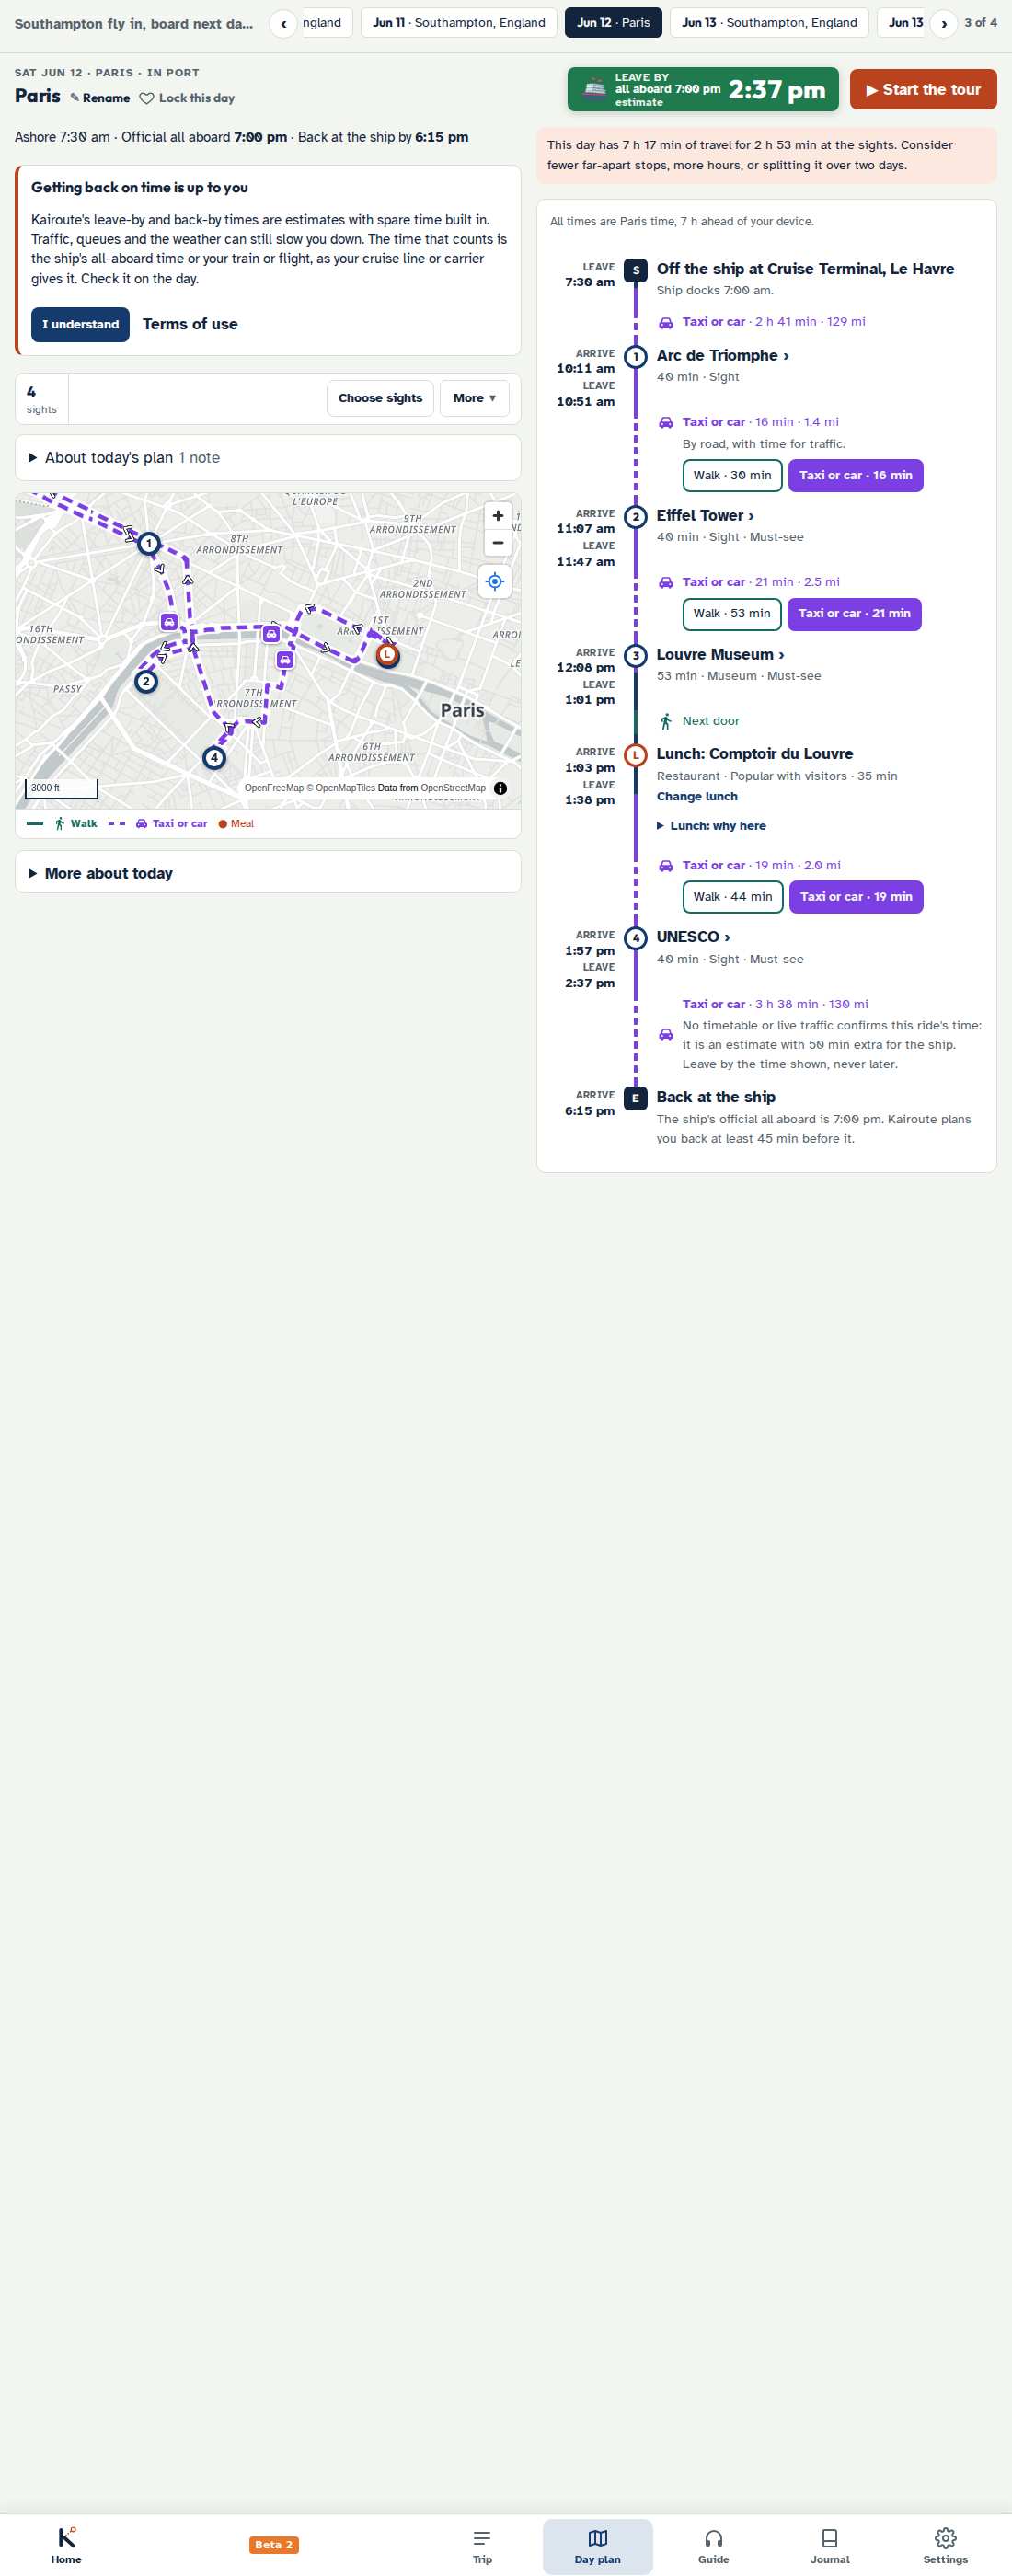 Southampton fly in, board next da...
‹
ngland
Jun 11 · Southampton, England
Jun 12 · Paris
Jun 13 · Southampton, England
Jun 13
›
3 of 4
SAT JUN 12 · PARIS · IN PORT
Paris ✎ Rename Lock this day
LEAVE BY
all aboard 7:00 pm
estimate
2:37 pm
▶ Start the tour
Ashore 7:30 am · Official all aboard 7:00 pm · Back at the ship by 6:15 pm
Getting back on time is up to you
Kairoute's leave-by and back-by times are estimates with spare time built in.
Traffic, queues and the weather can still slow you down. The time that counts is
the ship's all-aboard time or your train or flight, as your cruise line or carrier
gives it. Check it on the day.
I understand
Terms of use
4
sights
Choose sights
More ▾
▶ About today's plan 1 note
L'EUROPE
8TH
ARRONDISSEMENT
9TH
ARRONDISSEMENT
2ND
ARRONDISSEMENT
1ST
16TH
ONDISSEMENT
ARROI
LE
PASSY
7TH
6TH
ARRONDISSEMENT
Paris
1
2
4
L
+
−
3000 ft
OpenFreeMap © OpenMapTiles Data from OpenStreetMap
Walk
Taxi or car
Meal
▶ More about today
This day has 7 h 17 min of travel for 2 h 53 min at the sights. Consider
fewer far-apart stops, more hours, or splitting it over two days.
All times are Paris time, 7 h ahead of your device.
LEAVE
7:30 am
S
Off the ship at Cruise Terminal, Le Havre
Ship docks 7:00 am.
Taxi or car · 2 h 41 min · 129 mi
ARRIVE
10:11 am
LEAVE
10:51 am
1
Arc de Triomphe ›
40 min · Sight
Taxi or car · 16 min · 1.4 mi
By road, with time for traffic.
Walk · 30 min
Taxi or car · 16 min
ARRIVE
11:07 am
LEAVE
11:47 am
2
Eiffel Tower ›
40 min · Sight · Must-see
Taxi or car · 21 min · 2.5 mi
Walk · 53 min
Taxi or car · 21 min
ARRIVE
12:08 pm
LEAVE
1:01 pm
3
Louvre Museum ›
53 min · Museum · Must-see
Next door
ARRIVE
1:03 pm
LEAVE
1:38 pm
L
Lunch: Comptoir du Louvre
Restaurant · Popular with visitors · 35 min
Change lunch
▶ Lunch: why here
Taxi or car · 19 min · 2.0 mi
Walk · 44 min
Taxi or car · 19 min
ARRIVE
1:57 pm
LEAVE
2:37 pm
4
UNESCO ›
40 min · Sight · Must-see
Taxi or car · 3 h 38 min · 130 mi
No timetable or live traffic confirms this ride's time:
it is an estimate with 50 min extra for the ship.
Leave by the time shown, never later.
ARRIVE
6:15 pm
E
Back at the ship
The ship's official all aboard is 7:00 pm. Kairoute plans
you back at least 45 min before it.
Home
Beta 2
Trip
Day plan
Guide
Journal
Settings